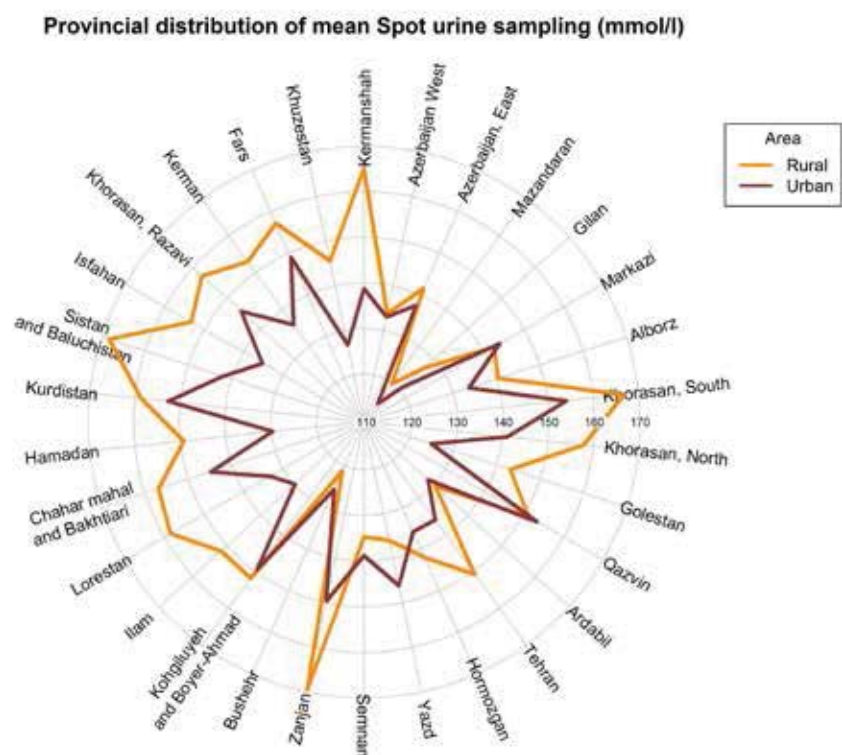 Provincial distribution of mean Spot urine sampling (mmol/l)
Area
Rural
Urban
Kermanshah
Azerbaijan West
Azerbaijan, East
Mazandaran
Gilan
Markazi
Alborz
Khorasan, South
Khorasan, North
Golestan
Qazvin
Ardabil
Tehran
Hormozgan
Yazd
Semnan
Zanjan
Bushehr
Kohgiluyeh
and Boyer-Ahmad
Ilam
Lorestan
Chahar mahal
and Bakhtiari
Hamadan
Kurdistan
Sistan
and Baluchistan
Isfahan
Khorasan, Razavi
Kerman
Fars
Khuzestan
110 120 130 140 150 160 170